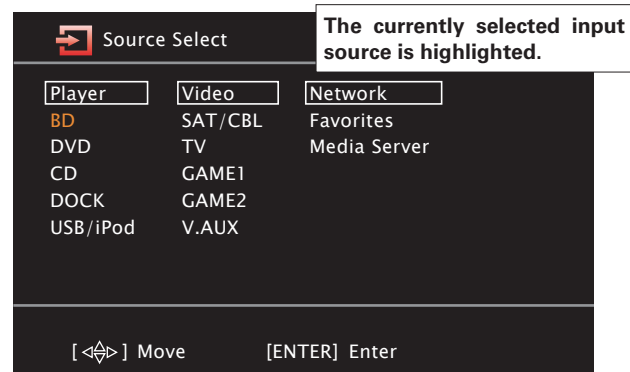 Source Select
The currently selected input
source is highlighted.
Player Video Network
BD SAT/CBL Favorites
DVD TV Media Server
CD GAME1
DOCK GAME2
USB/iPod V.AUX
[◁△▽▷] Move [ENTER] Enter